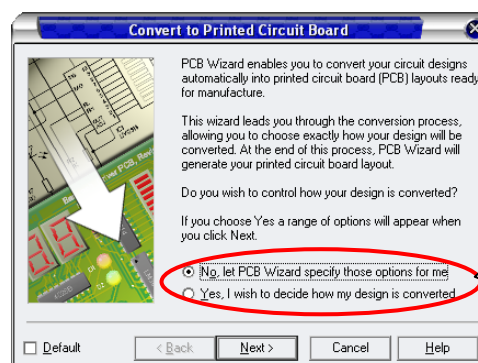 Convert to Printed Circuit Board
PCB Wizard enables you to convert your circuit designs
automatically into printed circuit board (PCB) layouts ready
for manufacture.
This wizard leads you through the conversion process,
allowing you to choose exactly how your design will be
converted. At the end of this process, PCB Wizard will
generate your printed circuit board layout.
Do you wish to control how your design is converted?
If you choose Yes a range of options will appear when
you click Next.
No, let PCB Wizard specify those options for me
Yes, I wish to decide how my design is converted
Default
< Back
Next >
Cancel
Help